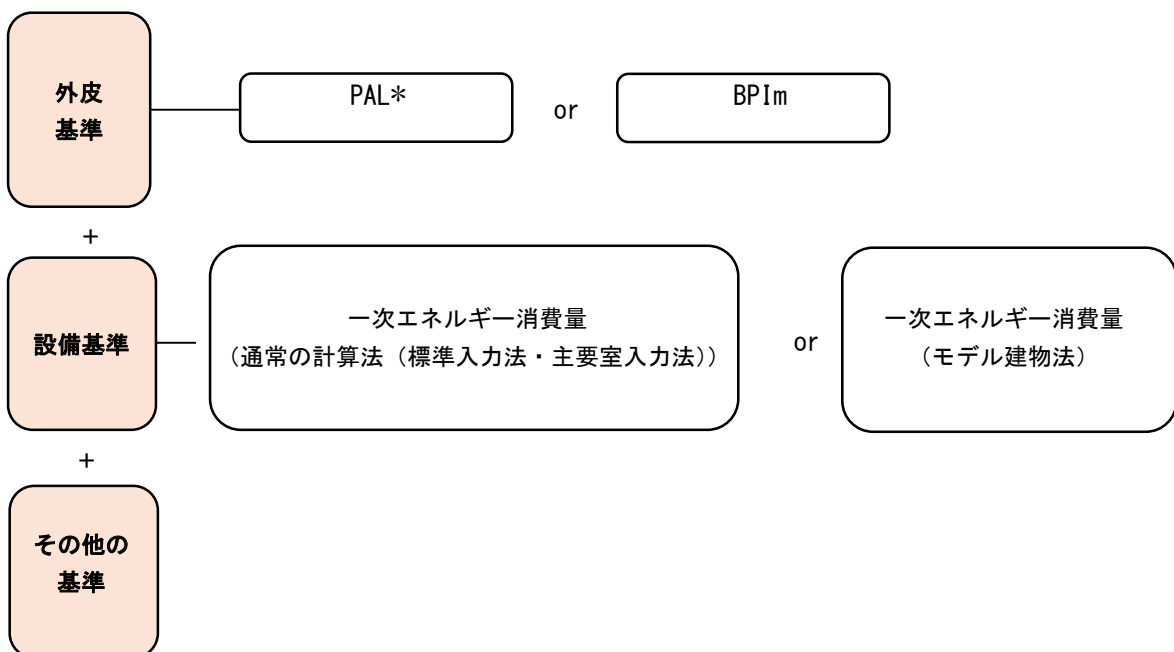 外皮
基準
PAL*
or
BPIm
+
設備基準
一次エネルギー消費量
（通常の計算法（標準入力法・主要室入力法））
or
一次エネルギー消費量
（モデル建物法）
+
その他の
基準